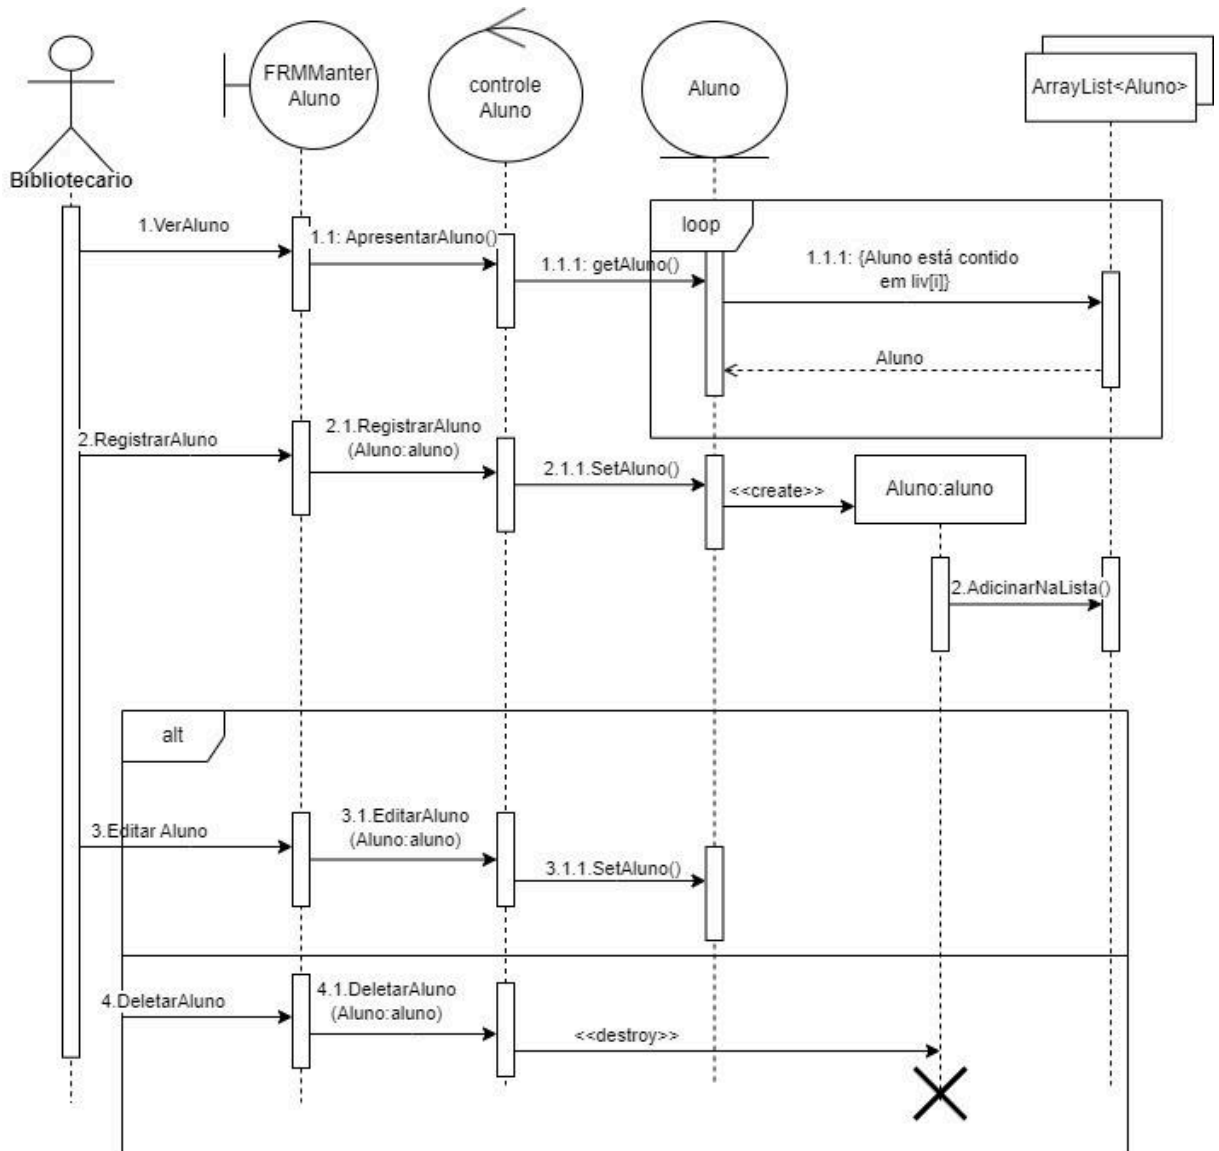 FRMManter
Aluno
controle
Aluno
Aluno
ArrayList<Aluno>
Bibliotecario
loop
1.VerAluno
1.1: ApresentarAluno()
1.1.1: getAluno()
1.1.1: {Aluno está contido
em liv[i]}
Aluno
2.RegistrarAluno
2.1.RegistrarAluno
(Aluno:aluno)
2.1.1.SetAluno()
<<create>>
Aluno:aluno
2.AdicinarNaLista()
alt
3.Editar Aluno
3.1.EditarAluno
(Aluno:aluno)
3.1.1.SetAluno()
4.DeletarAluno
4.1.DeletarAluno
(Aluno:aluno)
<<destroy>>